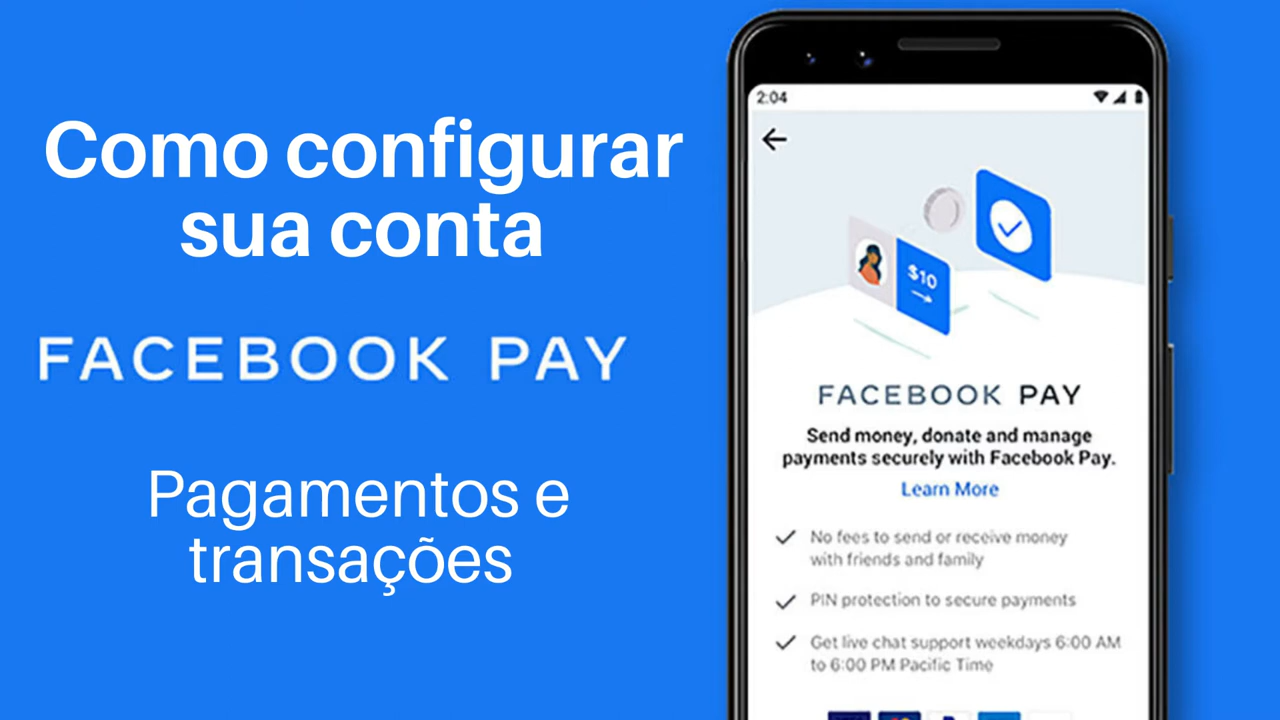 Como configurar
sua conta
FACEBOOK PAY
Pagamentos e
transações
2:04
$10
FACEBOOK PAY
Send money, donate and manage
payments securely with Facebook Pay.
Learn More
No fees to send or receive money
with friends and family
PIN protection to secure payments
Get live chat support weekdays 6:00 AM
to 6:00 PM Pacific Time